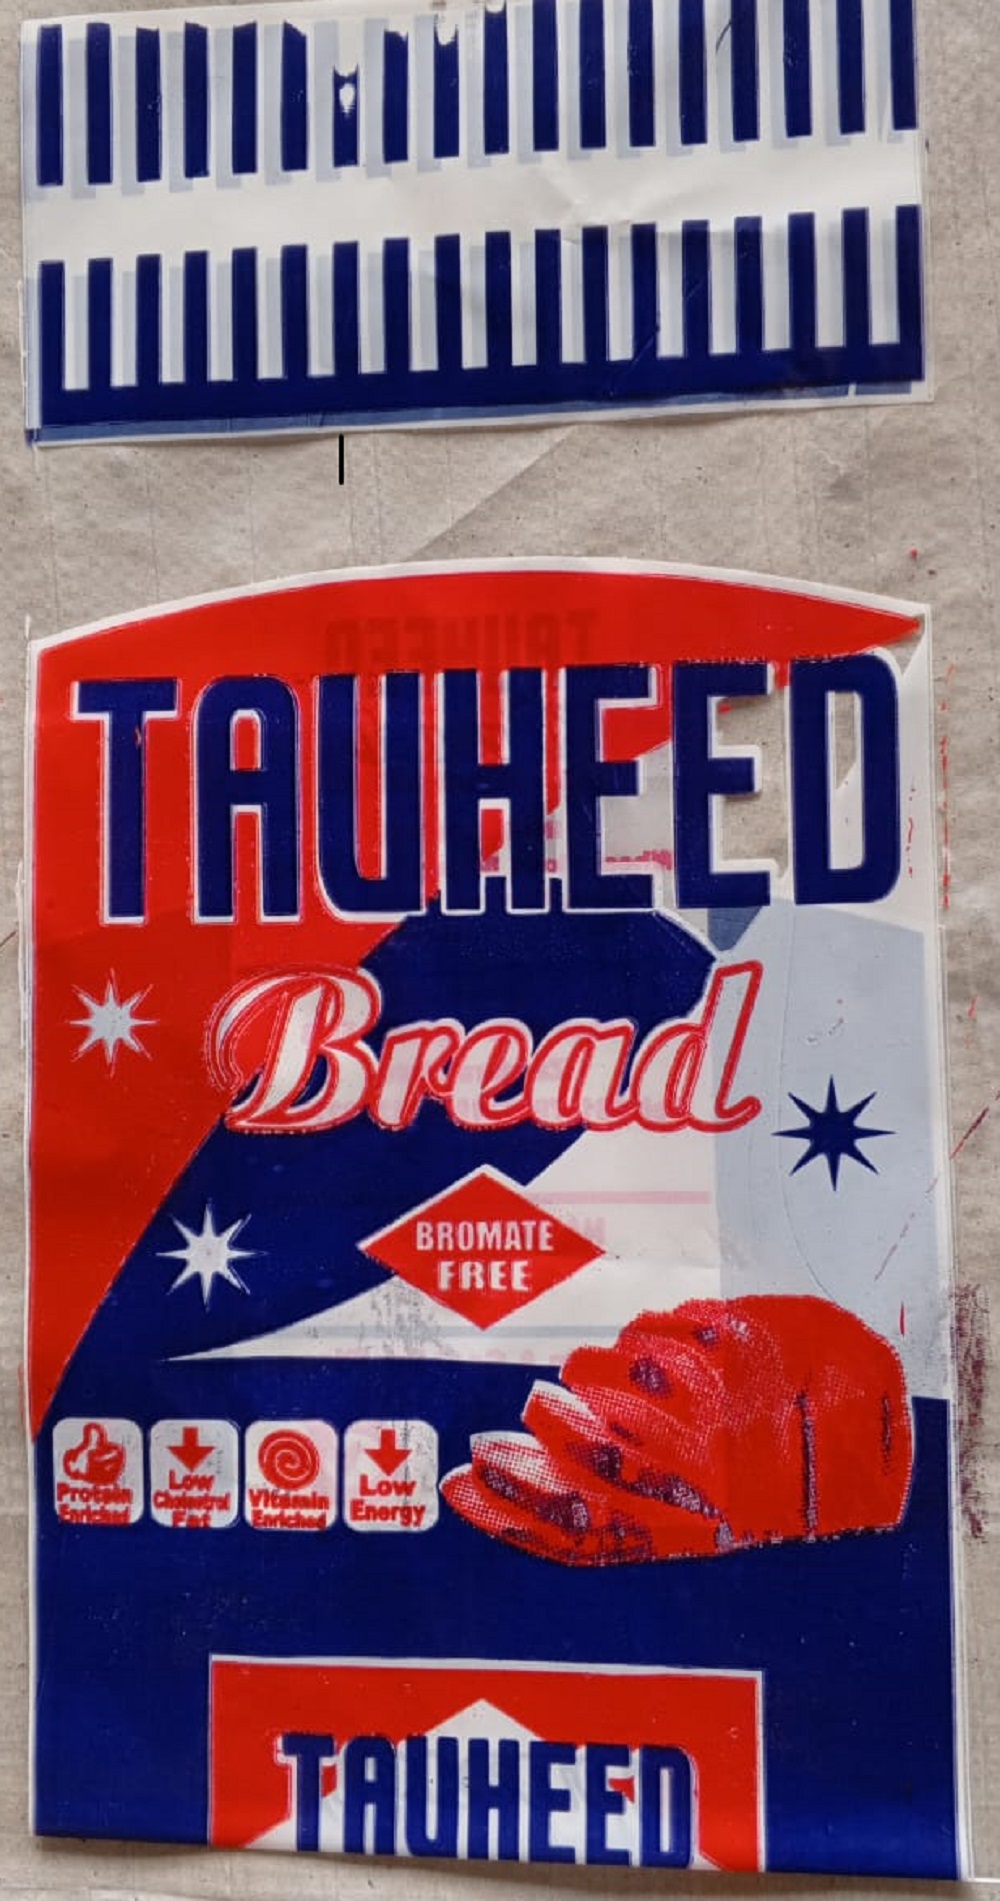 TAUHEED
Bread
BROMATE
FREE
Protein
Enriched
Low
Cholestrol
Fat
Vitamin
Enriched
Low
Energy
TAUHEED